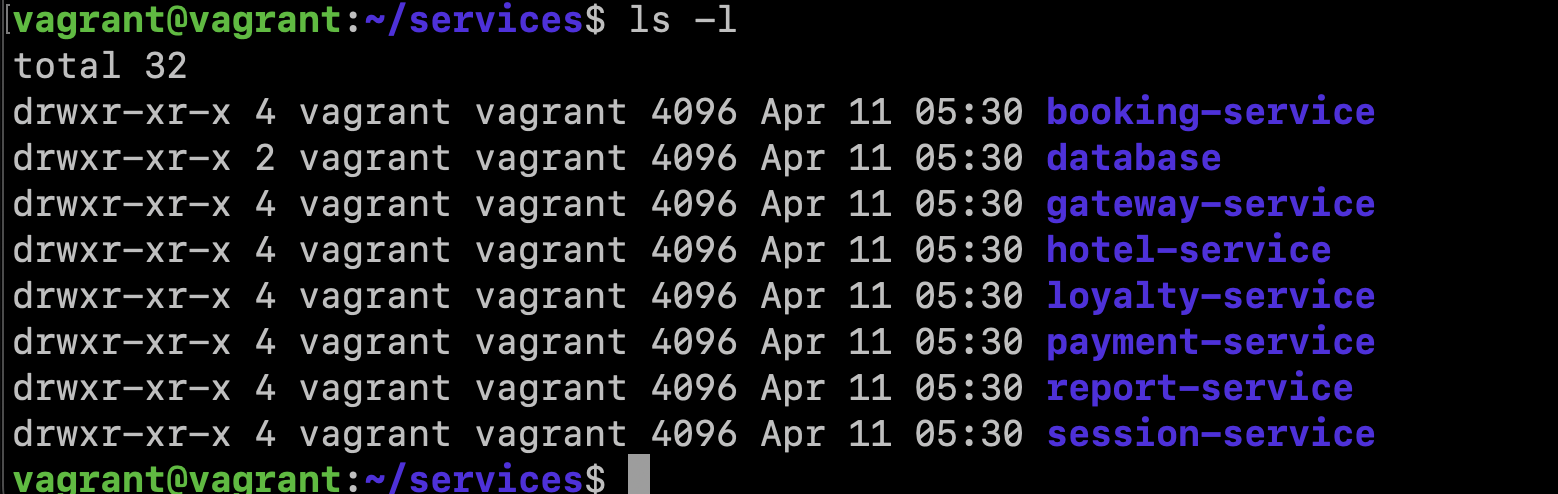 vagrant@vagrant:~/services$ ls -l
total 32
drwxr-xr-x 4 vagrant vagrant 4096 Apr 11 05:30 booking-service
drwxr-xr-x 2 vagrant vagrant 4096 Apr 11 05:30 database
drwxr-xr-x 4 vagrant vagrant 4096 Apr 11 05:30 gateway-service
drwxr-xr-x 4 vagrant vagrant 4096 Apr 11 05:30 hotel-service
drwxr-xr-x 4 vagrant vagrant 4096 Apr 11 05:30 loyalty-service
drwxr-xr-x 4 vagrant vagrant 4096 Apr 11 05:30 payment-service
drwxr-xr-x 4 vagrant vagrant 4096 Apr 11 05:30 report-service
drwxr-xr-x 4 vagrant vagrant 4096 Apr 11 05:30 session-service
vagrant@vagrant:~/services$